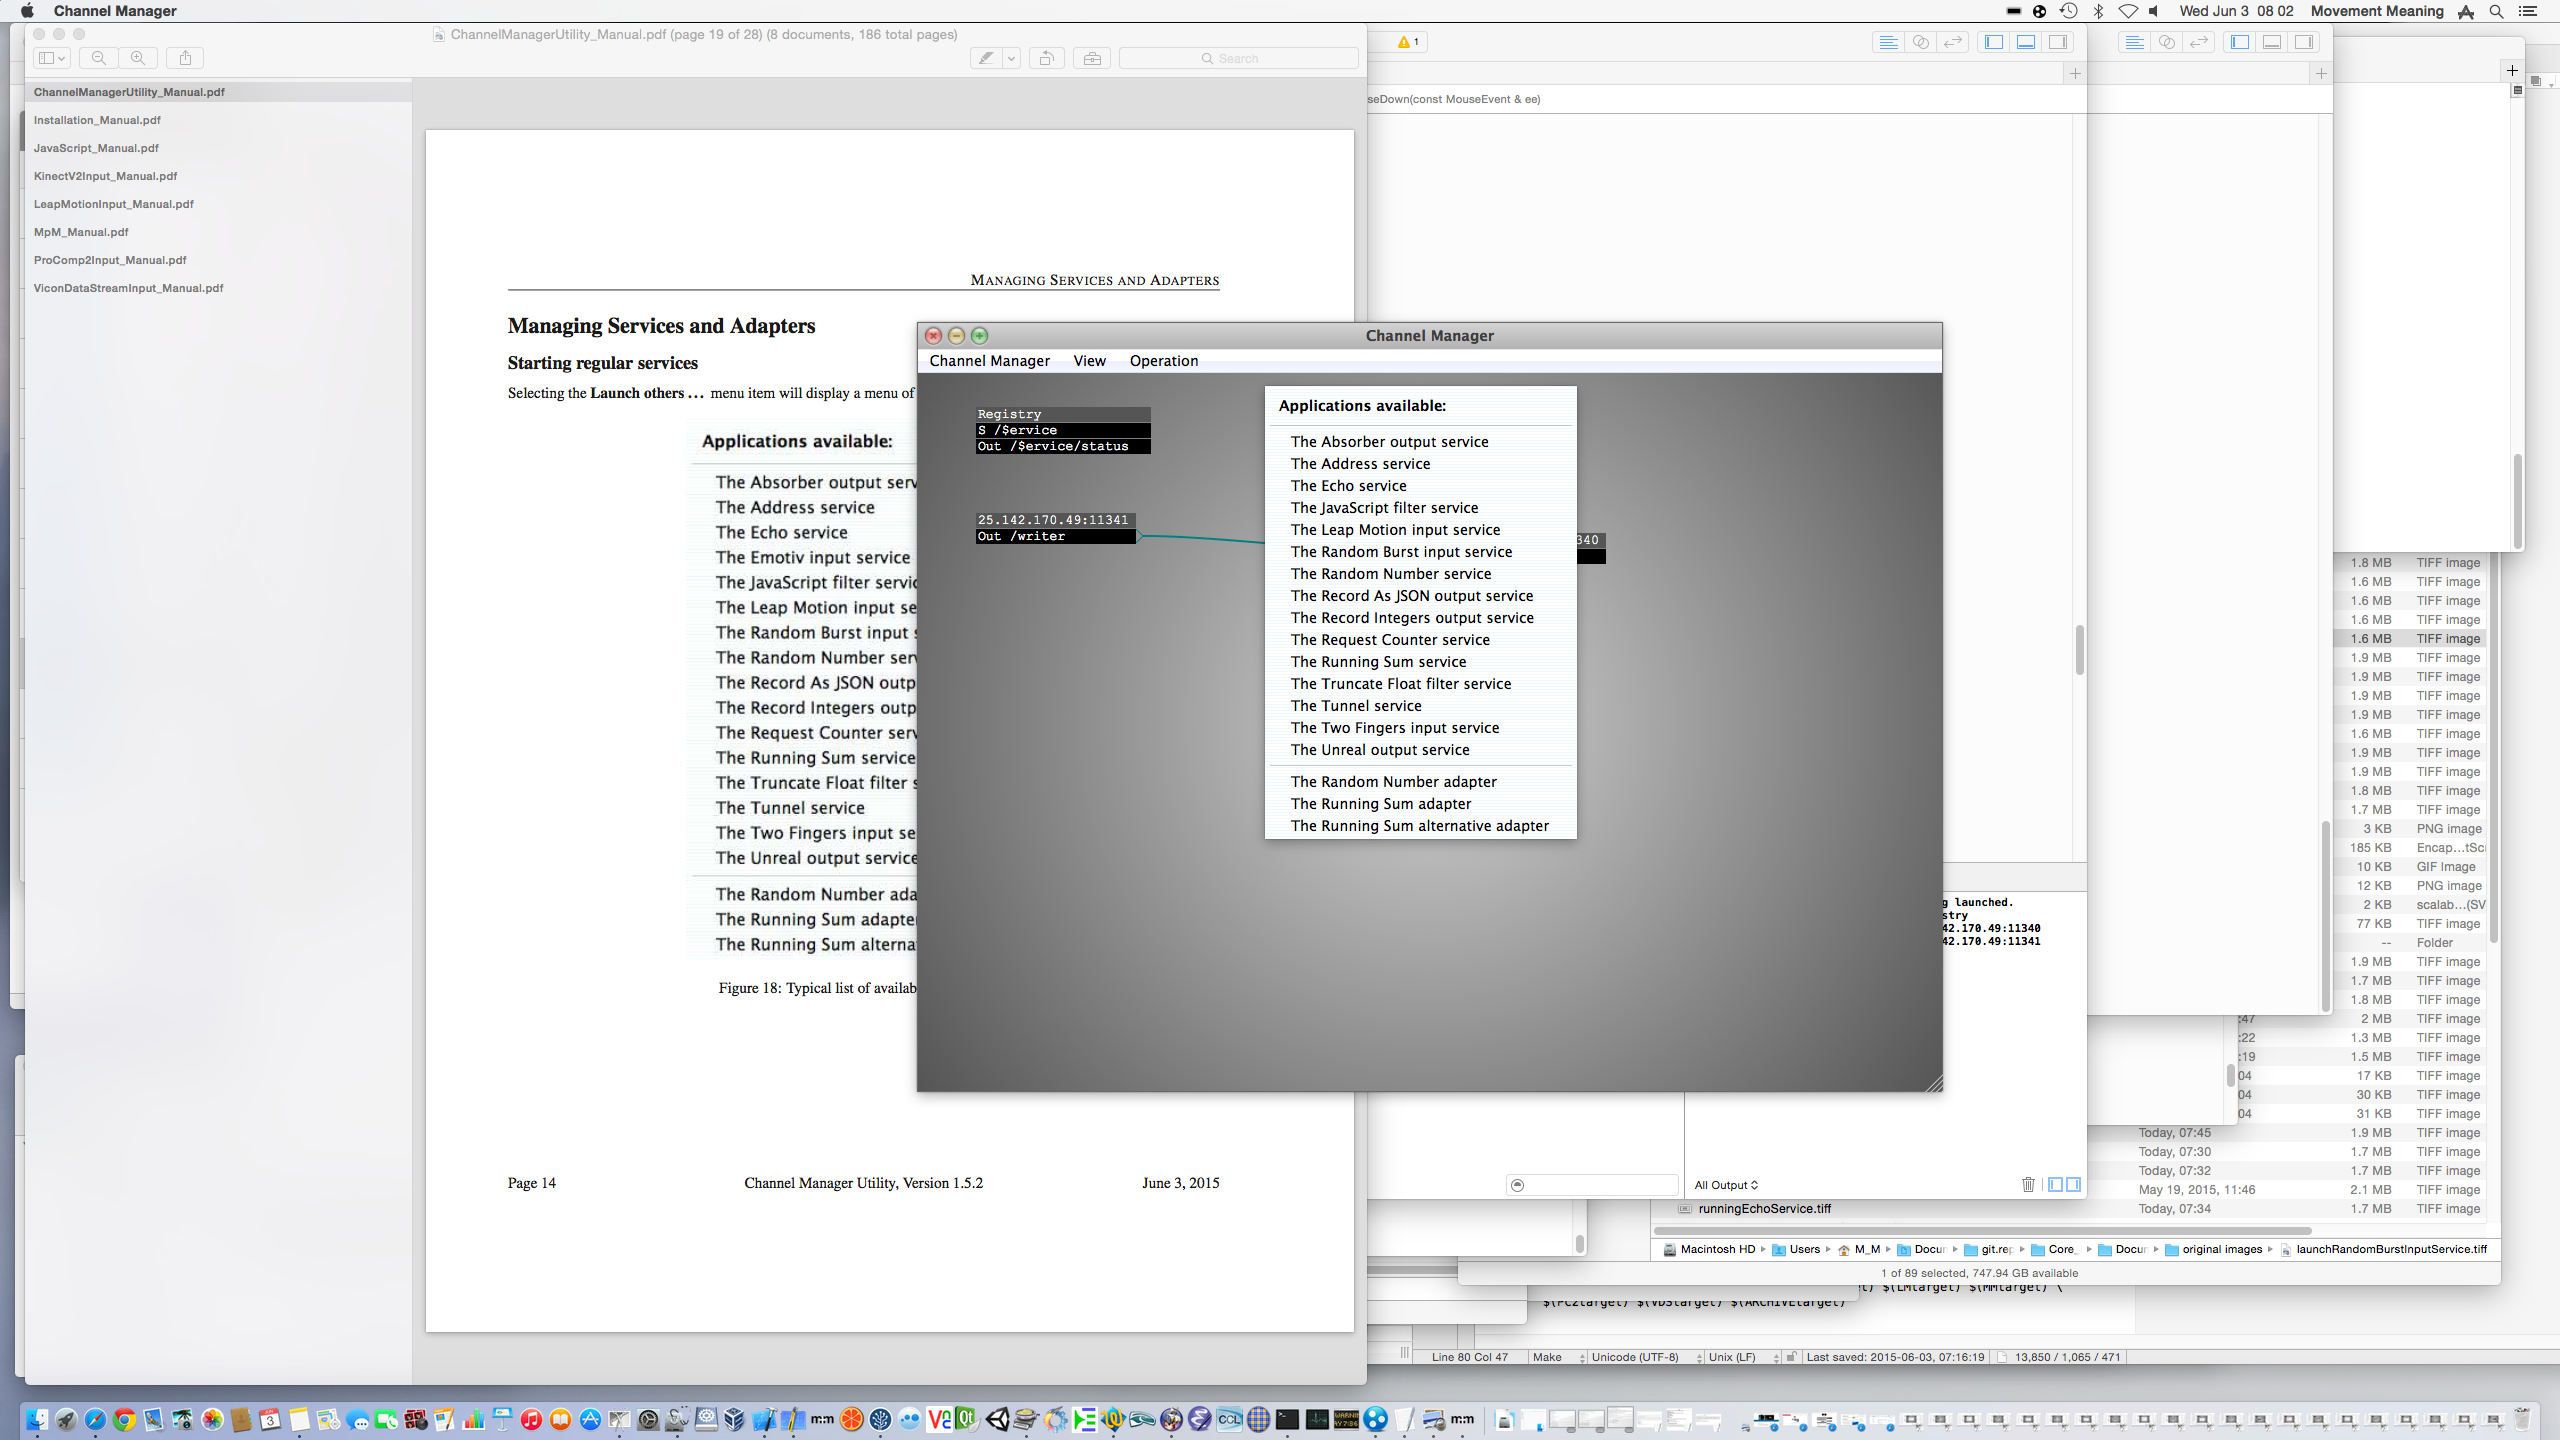 Channel Manager
Wed Jun 3 08 02 Movement Meaning
ChannelManagerUtility_Manual.pdf (page 19 of 28) (8 documents, 186 total pages)
Search
ChannelManagerUtility_Manual.pdf
Installation_Manual.pdf
JavaScript_Manual.pdf
KinectV2Input_Manual.pdf
LeapMotionInput_Manual.pdf
MpM_Manual.pdf
ProComp2Input_Manual.pdf
ViconDataStreamInput_Manual.pdf
MANAGING SERVICES AND ADAPTERS
Managing Services and Adapters
Starting regular services
Selecting the Launch others ... menu item will display a menu of
Applications available:
The Absorber output serv
The Address service
The Echo service
The Emotiv input service
The JavaScript filter servic
The Leap Motion input se
The Random Burst input s
The Random Number serv
The Record As JSON outp
The Record Integers outp
The Request Counter serv
The Running Sum service
The Truncate Float filter s
The Tunnel service
The Two Fingers input se
The Unreal output service
The Random Number ada
The Running Sum adapter
The Running Sum alterna
Figure 18: Typical list of availab
Page 14
Channel Manager Utility, Version 1.5.2
June 3, 2015
Channel Manager
Channel Manager View Operation
Registry
S /$ervice
Out /$ervice/status
25.142.170.49:11341
Out /writer
340
Applications available:
The Absorber output service
The Address service
The Echo service
The JavaScript filter service
The Leap Motion input service
The Random Burst input service
The Random Number service
The Record As JSON output service
The Record Integers output service
The Request Counter service
The Running Sum service
The Truncate Float filter service
The Tunnel service
The Two Fingers input service
The Unreal output service
The Random Number adapter
The Running Sum adapter
The Running Sum alternative adapter
1
seDown(const MouseEvent & ee)
g launched.
stry
42.170.49:11340
42.170.49:11341
All Output
1.8 MB TIFF image
1.6 MB TIFF image
1.6 MB TIFF image
1.6 MB TIFF image
1.6 MB TIFF image
1.9 MB TIFF image
1.9 MB TIFF image
1.9 MB TIFF image
1.9 MB TIFF image
1.6 MB TIFF image
1.9 MB TIFF image
1.9 MB TIFF image
1.8 MB TIFF image
1.7 MB TIFF image
3 KB PNG image
185 KB Encap...tSc
10 KB GIF Image
12 KB PNG image
2 KB scalab...(SV
77 KB TIFF image
-- Folder
1.9 MB TIFF image
1.7 MB TIFF image
1.8 MB TIFF image
:47 2 MB TIFF image
:22 1.3 MB TIFF image
:19 1.5 MB TIFF image
04 17 KB TIFF image
04 30 KB TIFF image
04 31 KB TIFF image
Today, 07:45 1.9 MB TIFF image
Today, 07:30 1.7 MB TIFF image
Today, 07:32 1.7 MB TIFF image
May 19, 2015, 11:46 2.1 MB TIFF image
runningEchoService.tiff Today, 07:34 1.7 MB TIFF image
Macintosh HD Users M_M Docur git.rep Core_ Docur original images launchRandomBurstInputService.tiff
1 of 89 selected, 747.94 GB available
$(LMtarget) $(MMtarget) \
$(PC2target) $(VDStarget) $(ARCHIVEtarget)
Line 80 Col 47 Make Unicode (UTF-8) Unix (LF) Last saved: 2015-06-03, 07:16:19 13,850 / 1,065 / 471